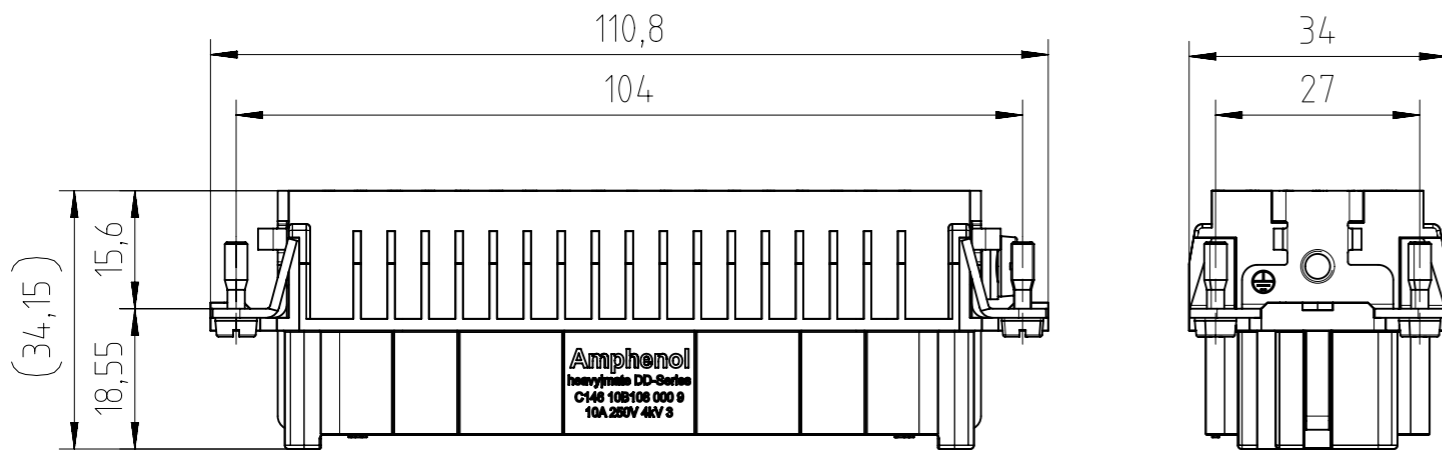 110,8
34
104
27
15,6
(34,15)
18,55
Amphenol
heavy|mate DD-Series
C146 10B108 000 9
10A 250V 4kV 3